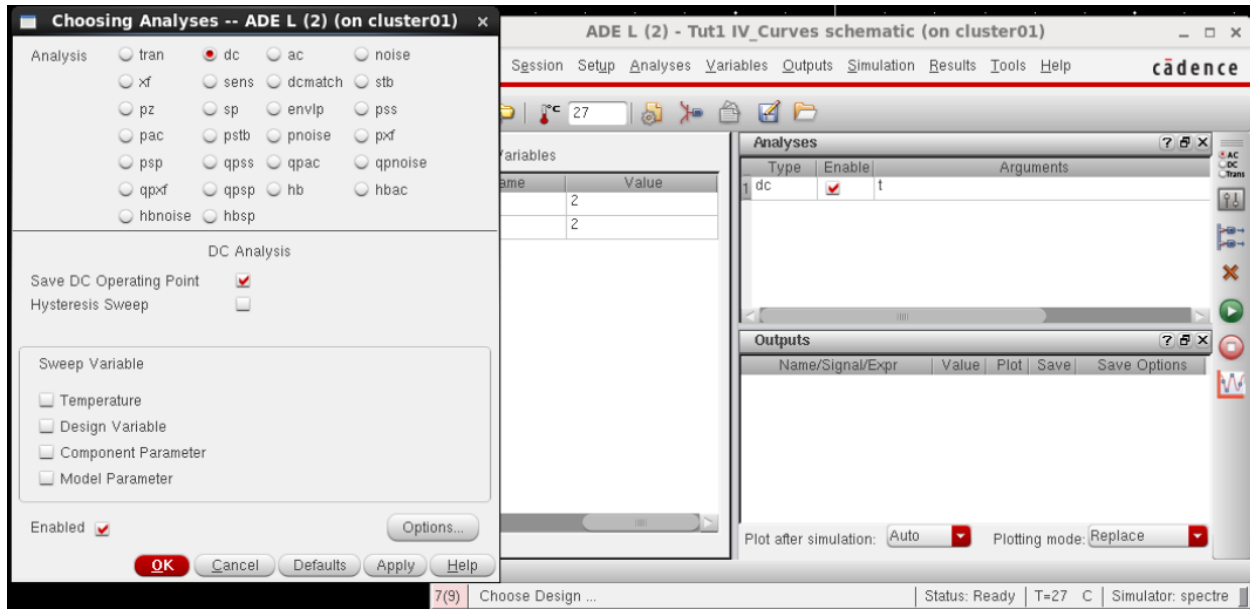 Choosing Analyses -- ADE L (2) (on cluster01)
Analysis tran dc ac noise
xf sens dcmatch stb
pz sp envlp pss
pac pstb pnoise pxf
psp qpss qpac qpnoise
qpxf qpsp hb hbac
hbnoise hbsp
DC Analysis
Save DC Operating Point
Hysteresis Sweep
Sweep Variable
Temperature
Design Variable
Component Parameter
Model Parameter
Enabled Options...
OK Cancel Defaults Apply Help
ADE L (2) - Tut1 IV_Curves schematic (on cluster01)
Session Setup Analyses Variables Outputs Simulation Results Tools Help cādence
°C 27
Variables
ame Value
2
2
Analyses
Type Enable Arguments
1 dc t
AC
DC
Trans
Outputs
Name/Signal/Expr Value Plot Save Save Options
Plot after simulation: Auto Plotting mode: Replace
7(9) Choose Design ... Status: Ready T=27 C Simulator: spectre